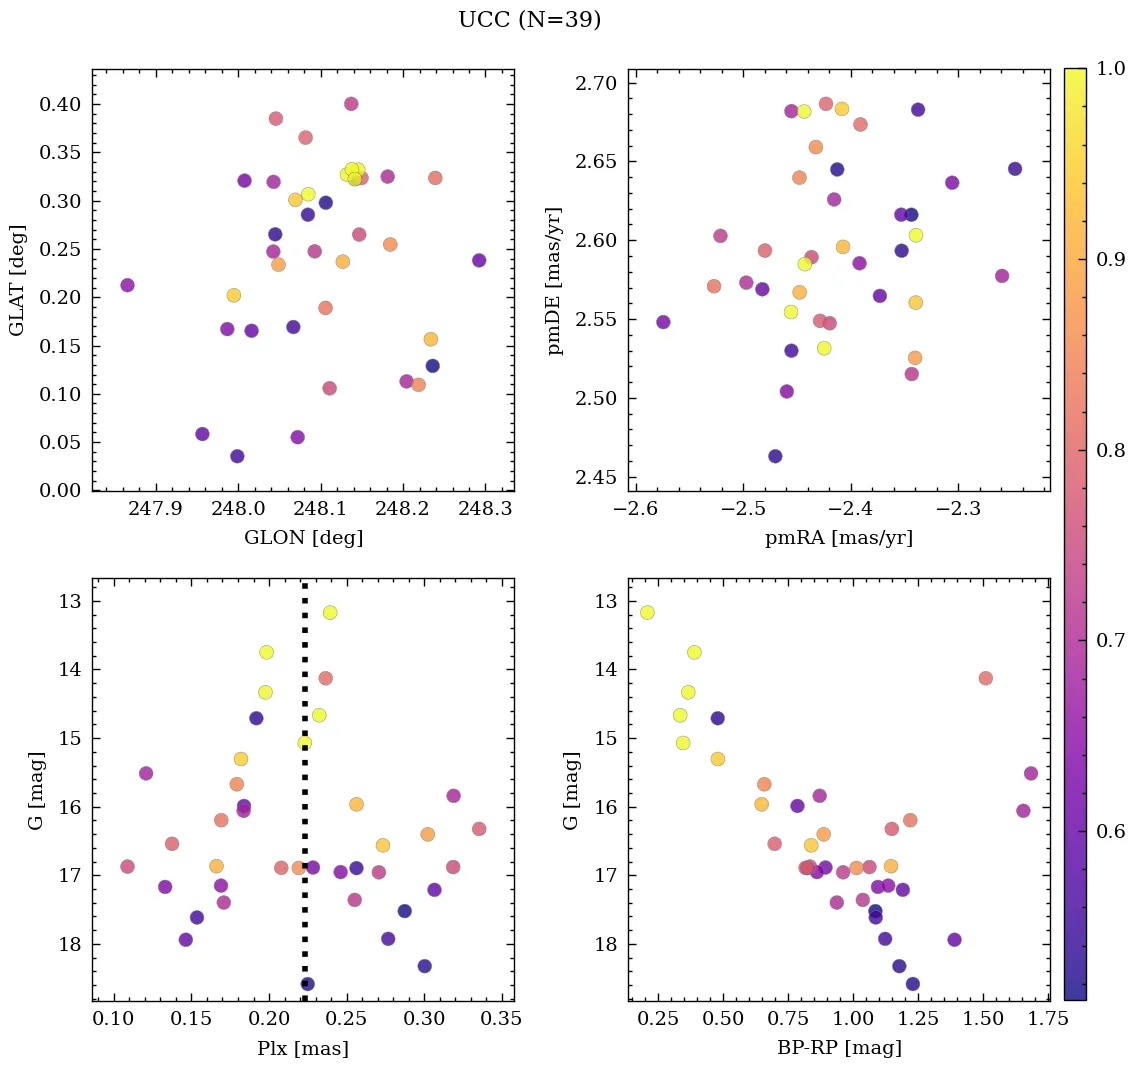 UCC (N=39)
0.40
0.35
0.30
0.25
0.20
0.15
0.10
0.05
0.00
GLAT [deg]
247.9 248.0 248.1 248.2 248.3
GLON [deg]
2.70
2.65
2.60
2.55
2.50
2.45
pmDE [mas/yr]
−2.6 −2.5 −2.4 −2.3
pmRA [mas/yr]
1.0
0.9
0.8
0.7
0.6
13
14
15
16
17
18
G [mag]
0.10 0.15 0.20 0.25 0.30 0.35
Plx [mas]
13
14
15
16
17
18
G [mag]
0.25 0.50 0.75 1.00 1.25 1.50 1.75
BP-RP [mag]